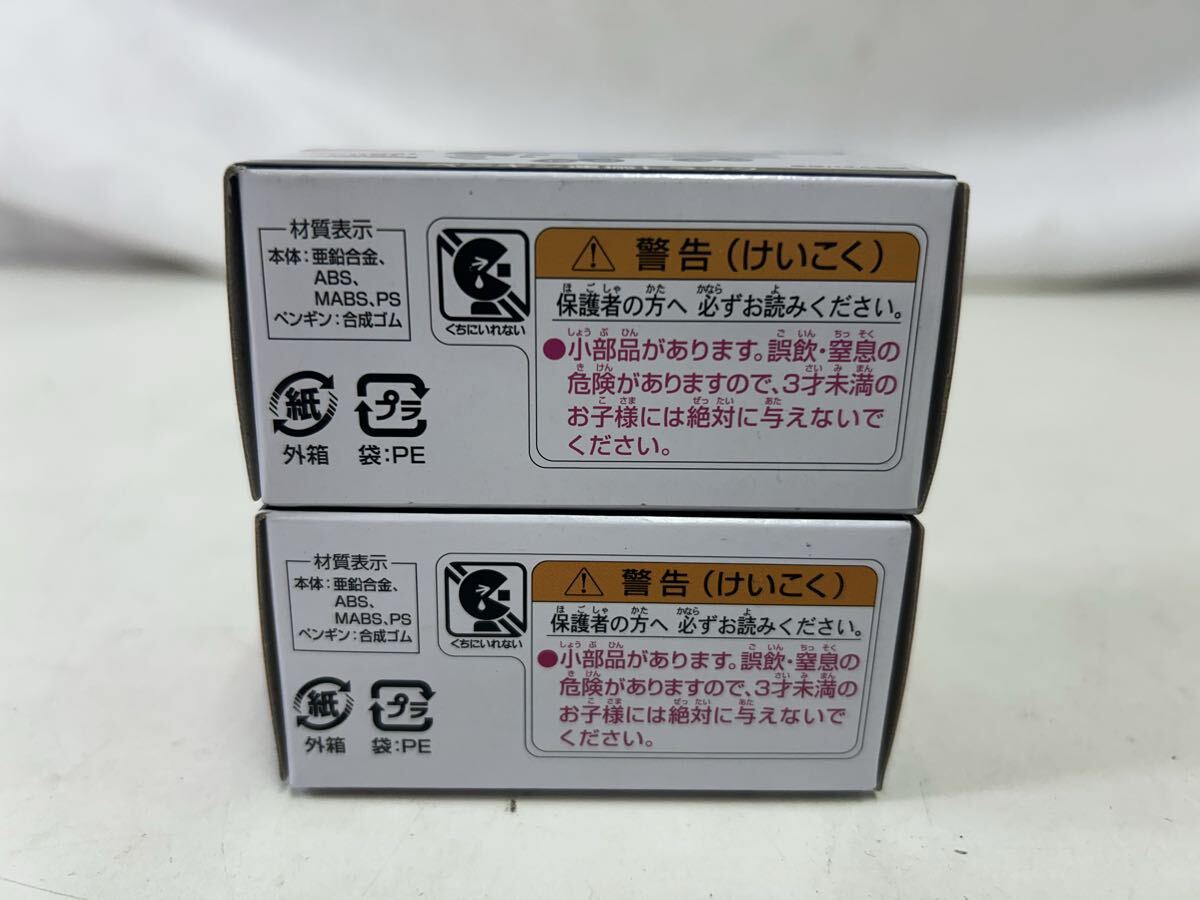 材質表示
本体：亜鉛合金、
ABS、
MABS、PS
ペンギン：合成ゴム
紙
外箱
プラ
袋：PE
くちにいれない
警告（けいこく）
ほごしゃ かた かなら よ
保護者の方へ 必ずお読みください。
しょうぶひん ごいん ちっそく
●小部品があります。誤飲・窒息の
きけん さいみまん
危険がありますので、3才未満の
こさま ぜったい あた
お子様には絶対に与えないで
ください。
材質表示
本体：亜鉛合金、
ABS、
MABS、PS
ペンギン：合成ゴム
紙
外箱
プラ
袋：PE
くちにいれない
警告（けいこく）
ほごしゃ かた かなら よ
保護者の方へ 必ずお読みください。
しょうぶひん ごいん ちっそく
●小部品があります。誤飲・窒息の
きけん さいみまん
危険がありますので、3才未満の
こさま ぜったい あた
お子様には絶対に与えないで
ください。